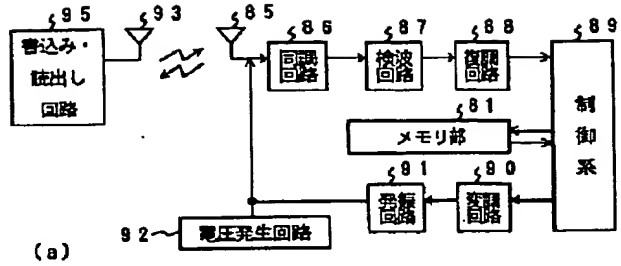 95
書込み・
読出し
回路
93
85
86
同調
回路
87
検波
回路
88
復調
回路
89
制
御
系
81
メモリ部
91
発振
回路
90
変調
回路
92
電圧発生回路
(a)